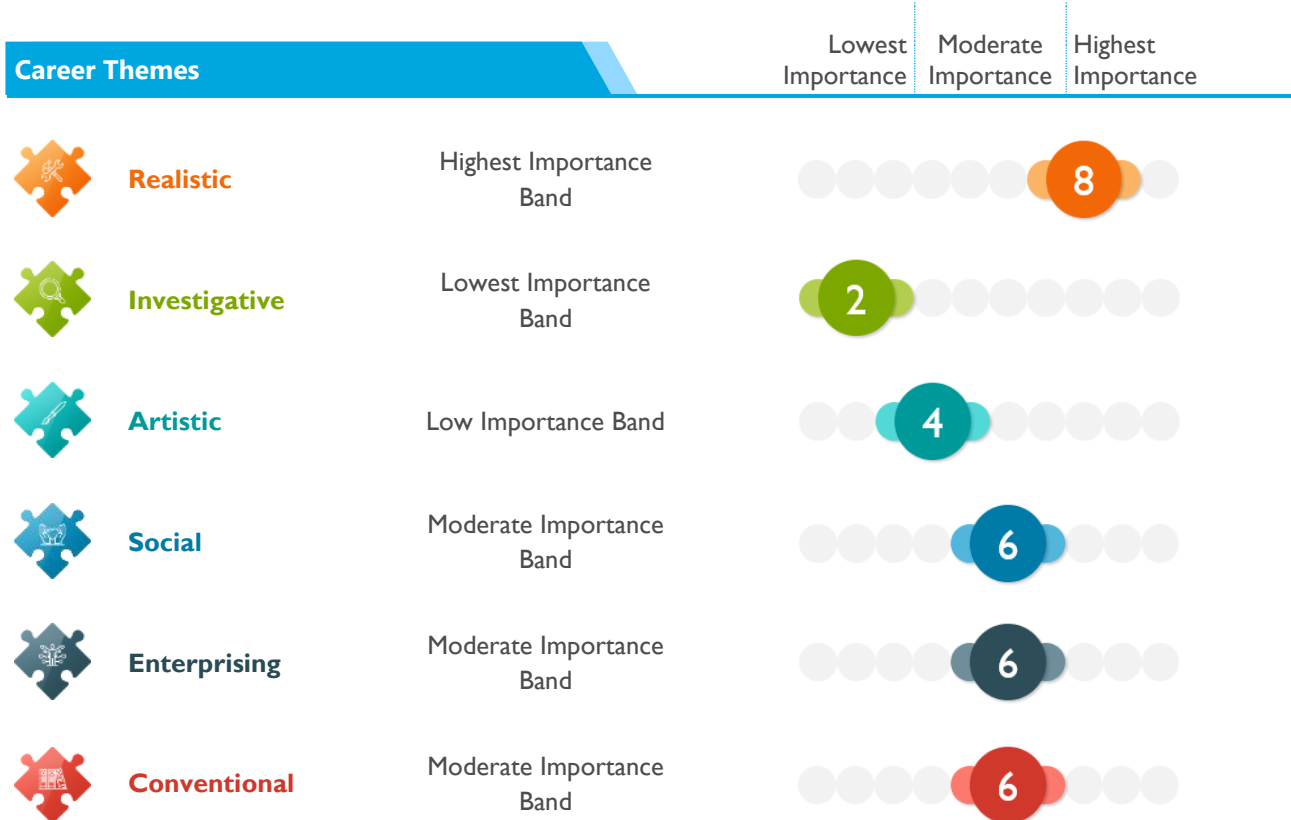 Career Themes
Lowest
Importance
Moderate
Importance
Highest
Importance
Realistic
Highest Importance
Band
8
Investigative
Lowest Importance
Band
2
Artistic
Low Importance Band
4
Social
Moderate Importance
Band
6
Enterprising
Moderate Importance
Band
6
Conventional
Moderate Importance
Band
6